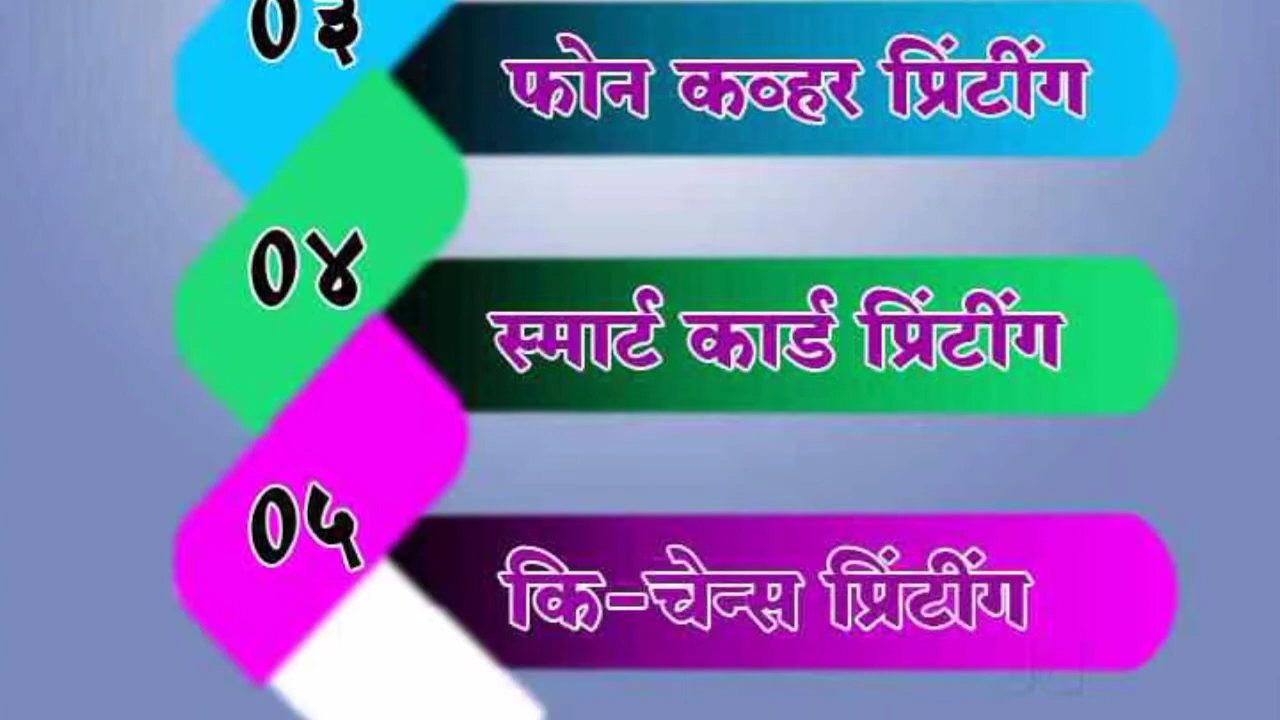 ०३
फोन कव्हर प्रिंटींग
०४
स्मार्ट कार्ड प्रिंटींग
०५
कि-चेन्स प्रिंटींग